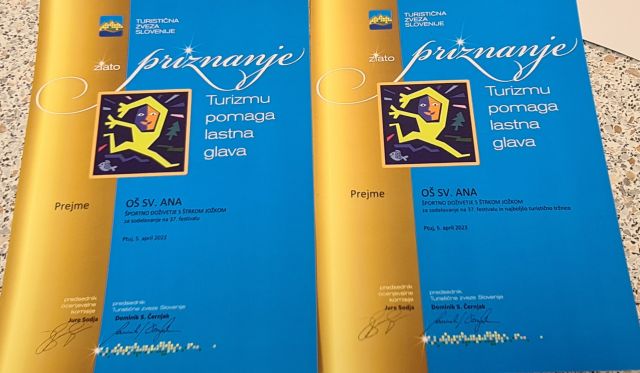 TURISTIČNA
ZVEZA
SLOVENIJE
zlato
priznanje
Turizmu
pomaga
lastna
glava
Prejme
OŠ SV. ANA
ŠPORTNO DOŽIVETJE S ŠTRKOM JOŽKOM
za sodelovanje na 37. festivalu
Ptuj, 5. april 2023
predsednik
ocenjevalne
komisije
Jure Sodja
predsednik
Turistične zveze Slovenije
Dominik S. Černjak
TURISTIČNA
ZVEZA
SLOVENIJE
zlato
priznanje
Turizmu
pomaga
lastna
glava
Prejme
OŠ SV. ANA
ŠPORTNO DOŽIVETJE S ŠTRKOM JOŽKOM
za sodelovanje na 37. festivalu in najboljšo turistično tržnico
Ptuj, 5. april 2023
predsednik
ocenjevalne
komisije
Jure Sodja
predsednik
Turistične zveze Slovenije
Dominik S. Černjak